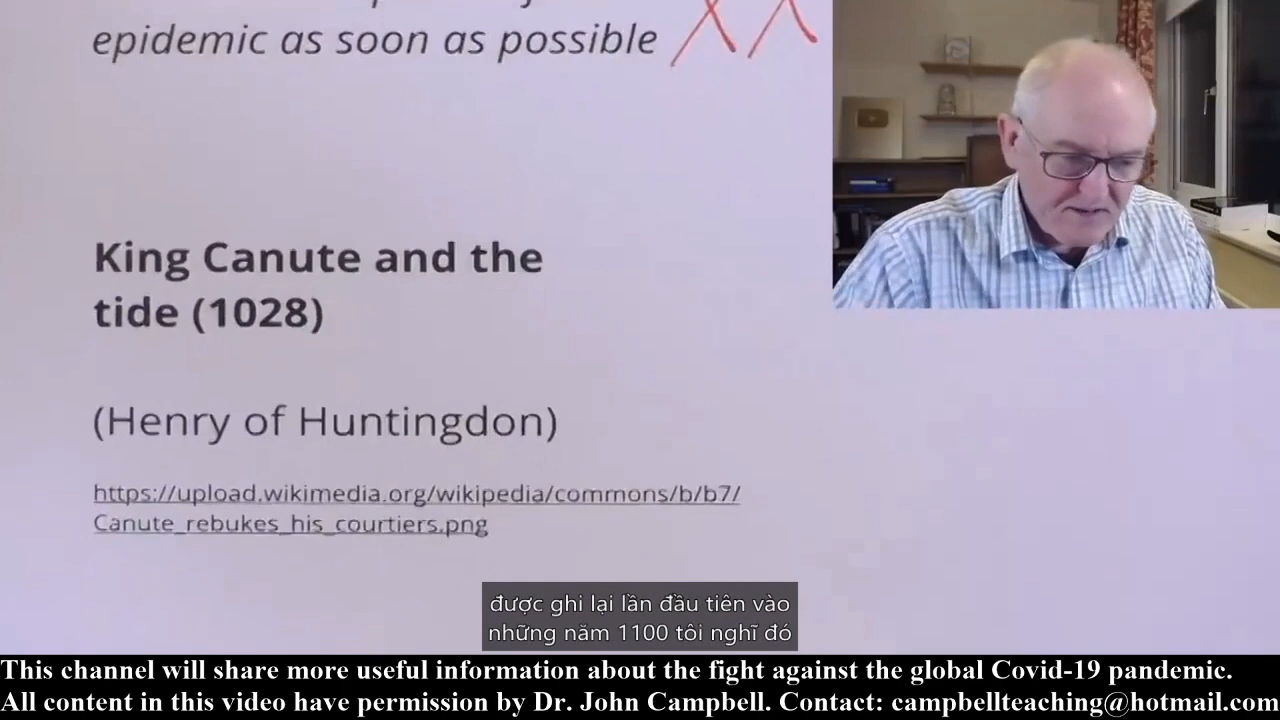 epidemic as soon as possible
King Canute and the
tide (1028)
(Henry of Huntingdon)
https://upload.wikimedia.org/wikipedia/commons/b/b7/
Canute_rebukes_his_courtiers.png
được ghi lại lần đầu tiên vào
những năm 1100 tôi nghĩ đó
This channel will share more useful information about the fight against the global Covid-19 pandemic.
All content in this video have permission by Dr. John Campbell. Contact: campbellteaching@hotmail.com